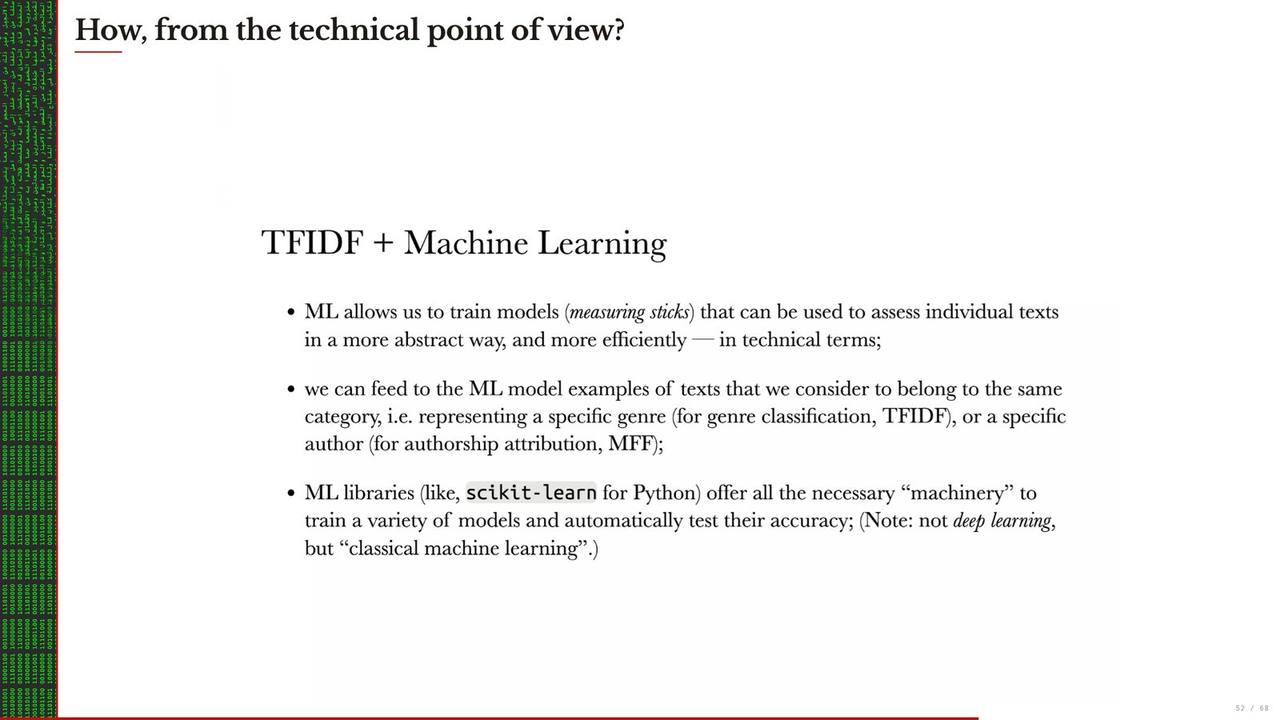 How, from the technical point of view?
TFIDF + Machine Learning
• ML allows us to train models (measuring sticks) that can be used to assess individual texts
in a more abstract way, and more efficiently — in technical terms;
• we can feed to the ML model examples of texts that we consider to belong to the same
category, i.e. representing a specific genre (for genre classification, TFIDF), or a specific
author (for authorship attribution, MFF);
• ML libraries (like, scikit-learn for Python) offer all the necessary “machinery” to
train a variety of models and automatically test their accuracy; (Note: not deep learning,
but “classical machine learning”.)
52 / 68